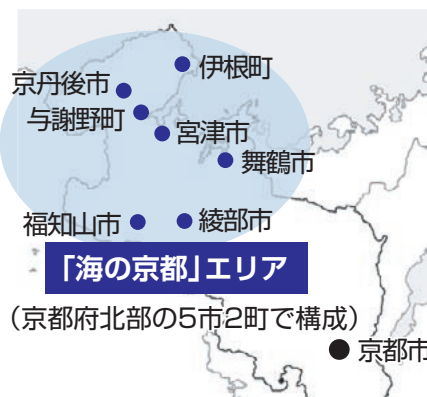 伊根町
京丹後市
与謝野町
宮津市
舞鶴市
福知山市
綾部市
「海の京都」エリア
(京都府北部の5市2町で構成)
京都市